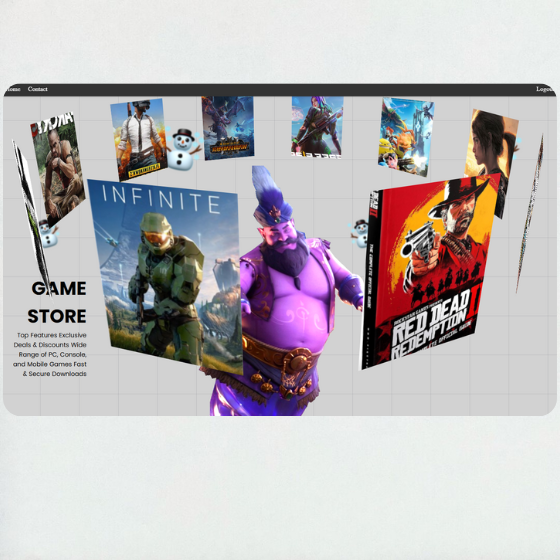 Home Contact Logout
INFINITE
GAME
STORE
Top Features Exclusive
Deals & Discounts Wide
Range of PC, Console,
and Mobile Games Fast
& Secure Downloads
RED DEAD
REDEMPTION II